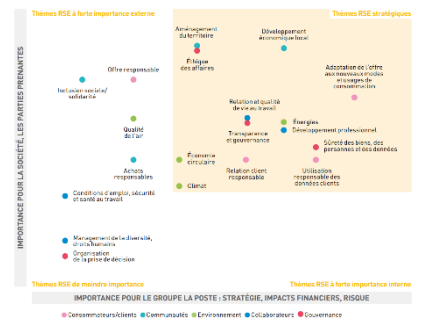 Thèmes RSE à forte importance externe
Thèmes RSE stratégiques
Aménagement
du territoire
Développement
économique local
Éthique
des affaires
Offre responsable
Inclusion sociale/
solidarité
Adaptation de l'offre
aux nouveaux modes
et usages de
consommation
Relation et qualité
de vie au travail
Qualité
de l'air
Énergies
Développement professionnel
Transparence
et gouvernance
Sûreté des biens, des
personnes et des données
Achats
responsables
Économie
circulaire
Relation client
responsable
Utilisation
responsable des
données clients
Climat
Conditions d'emploi, sécurité
et santé au travail
Management de la diversité,
droits humains
Organisation
de la prise de décision
Thèmes RSE de moindre importance
Thèmes RSE à forte importance interne
IMPORTANCE POUR LA SOCIÉTÉ, LES PARTIES PRENANTES
IMPORTANCE POUR LE GROUPE LA POSTE : STRATÉGIE, IMPACTS FINANCIERS, RISQUE
Consommateurs/clients Communautés Environnement Collaborateurs Gouvernance